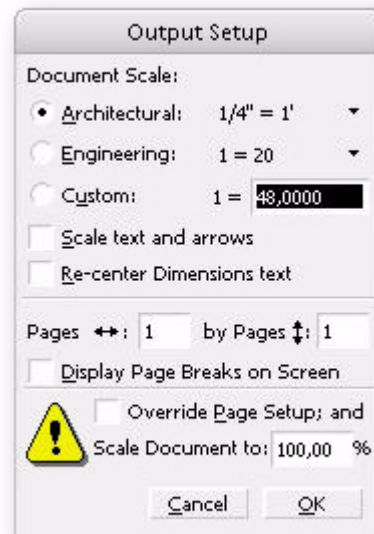 Output Setup
Document Scale:
Architectural: 1/4" = 1'
Engineering: 1 = 20
Custom: 1 = 48,0000
Scale text and arrows
Re-center Dimensions text
Pages ↔: 1 by Pages ↕: 1
Display Page Breaks on Screen
Override Page Setup; and
Scale Document to: 100,00 %
Cancel OK